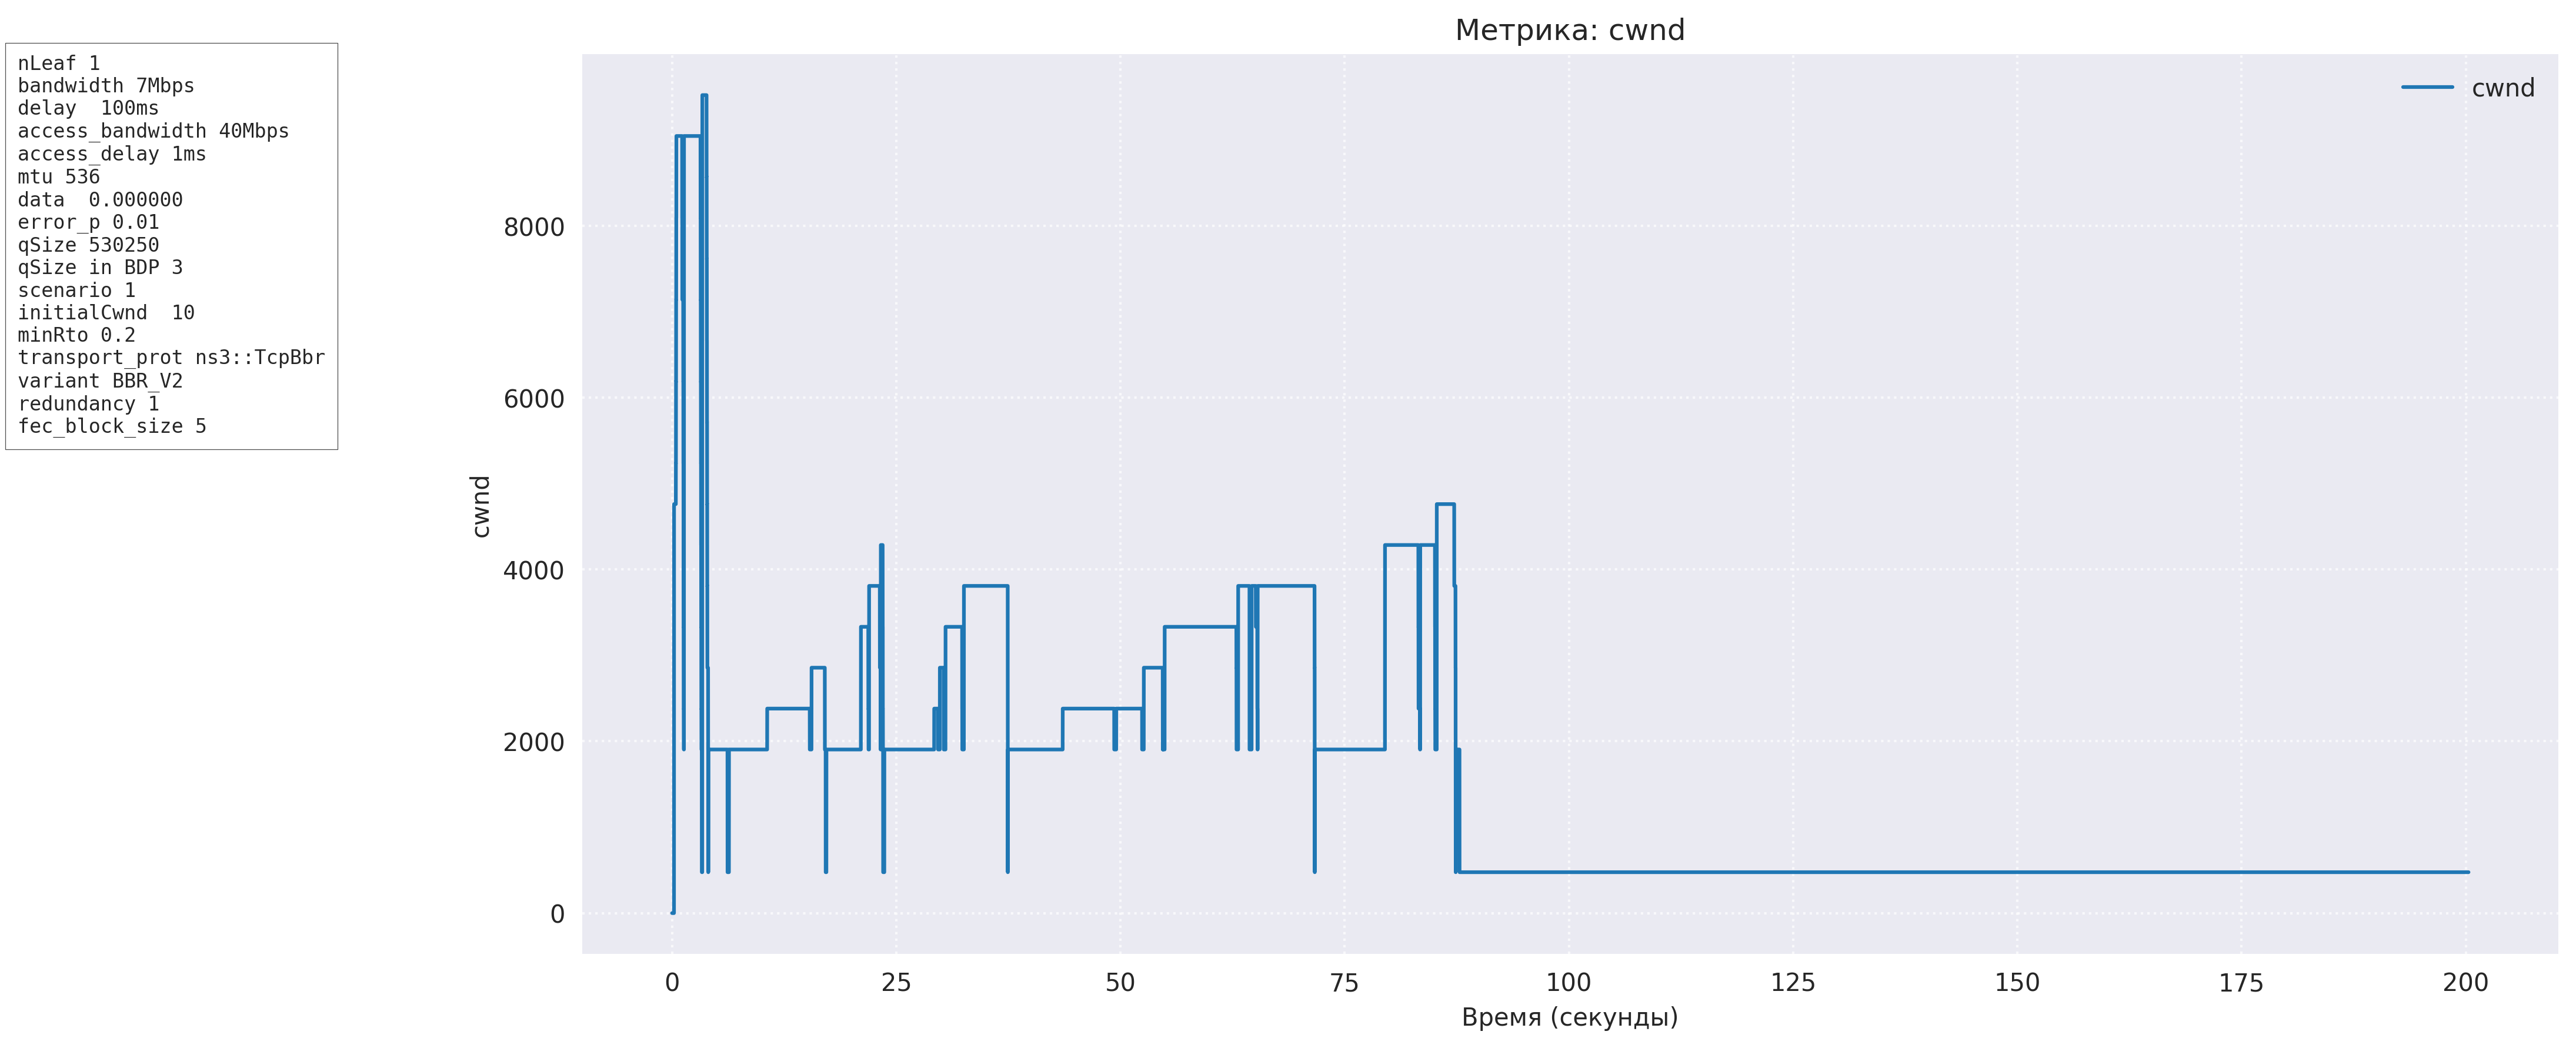 Метрика: cwnd
nLeaf 1
bandwidth 7Mbps
delay  100ms
access_bandwidth 40Mbps
access_delay 1ms
mtu 536
data  0.000000
error_p 0.01
qSize 530250
qSize in BDP 3
scenario 1
initialCwnd  10
minRto 0.2
transport_prot ns3::TcpBbr
variant BBR_V2
redundancy 1
fec_block_size 5
cwnd
cwnd
8000
6000
4000
2000
0
0 25 50 75 100 125 150 175 200
Время (секунды)